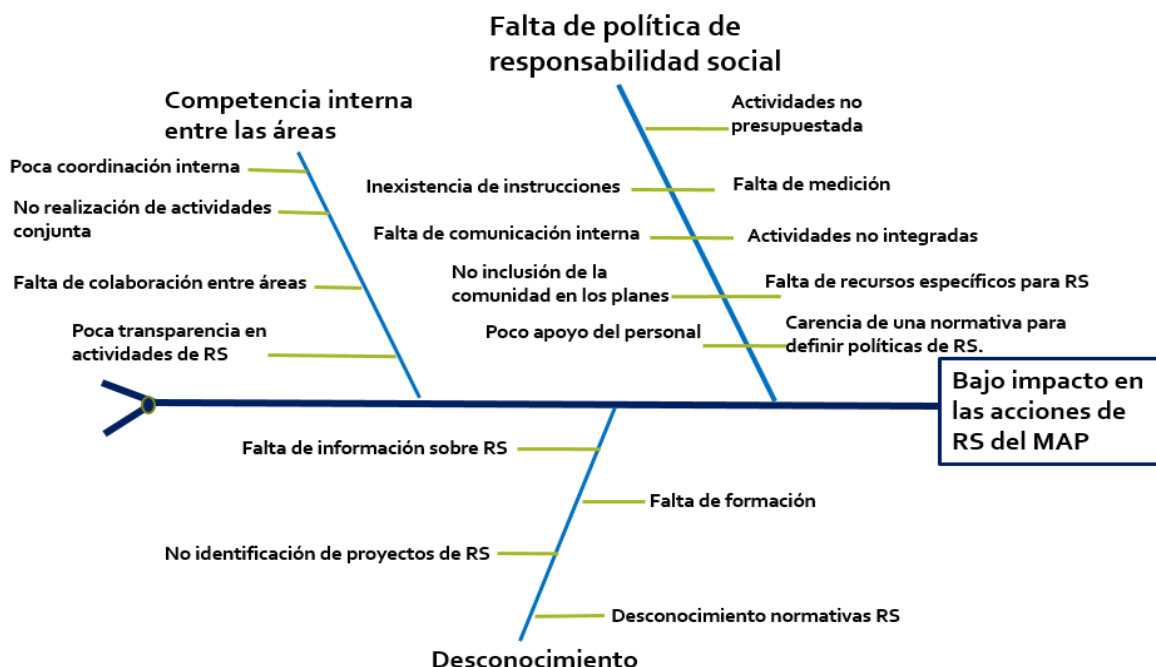 Falta de política de
responsabilidad social
Competencia interna
entre las áreas
Poca coordinación interna
No realización de actividades
conjunta
Falta de colaboración entre áreas
Poca transparencia en
actividades de RS
Actividades no
presupuestada
Inexistencia de instrucciones
Falta de medición
Falta de comunicación interna
Actividades no integradas
No inclusión de la
comunidad en los planes
Falta de recursos específicos para RS
Poco apoyo del personal
Carencia de una normativa para
definir políticas de RS.
Bajo impacto en
las acciones de
RS del MAP
Falta de información sobre RS
Falta de formación
No identificación de proyectos de RS
Desconocimiento normativas RS
Desconocimiento